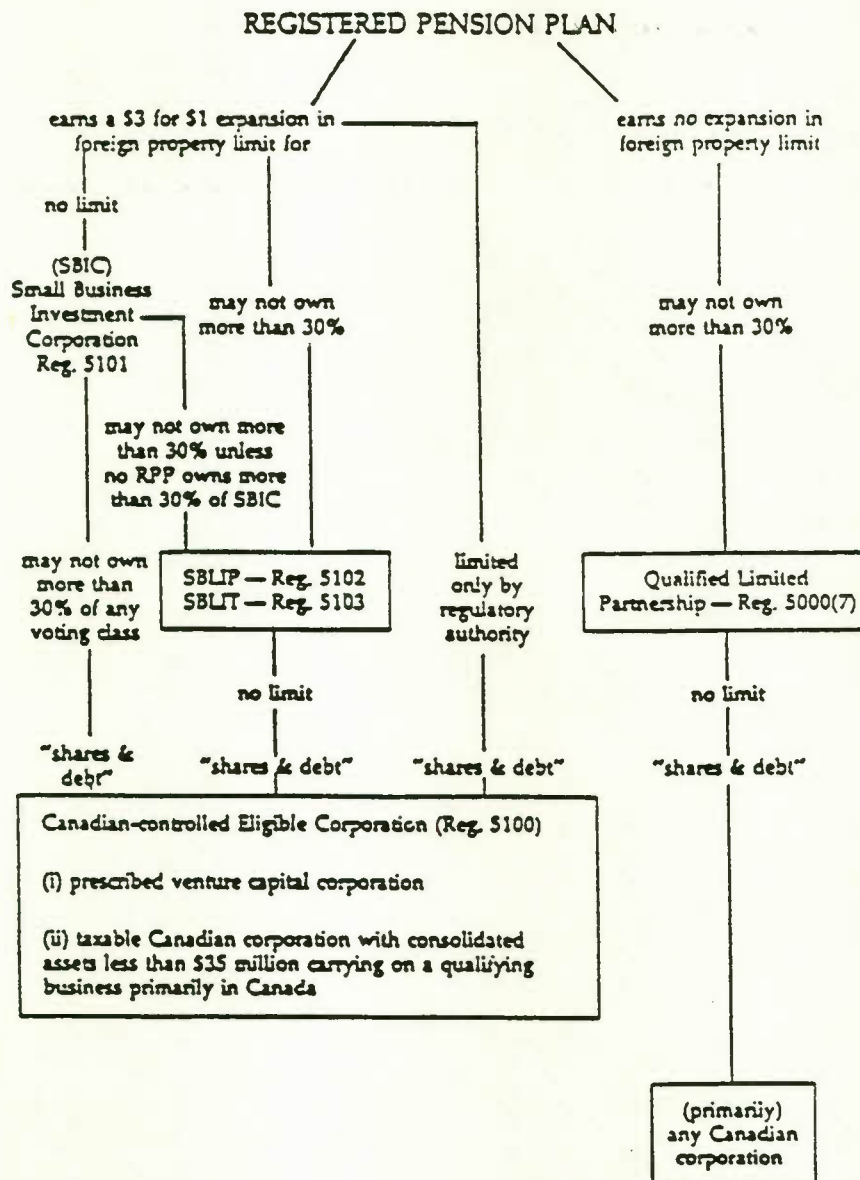 REGISTERED PENSION PLAN
earns a $3 for $1 expansion in
foreign property limit for
earns no expansion in
foreign property limit
no limit
(SBIC)
Small Business
Investment
Corporation
Reg. 5101
may not own
more than 30%
may not own
more than 30%
may not own more
than 30% unless
no RPP owns more
than 30% of SBIC
may not own
more than
30% of any
voting class
SBLIP — Reg. 5102
SBLIT — Reg. 5103
limited
only by
regulatory
authority
Qualified Limited
Partnership — Reg. 5000(7)
no limit
no limit
"shares &
debt"
"shares & debt"
"shares & debt"
"shares & debt"
Canadian-controlled Eligible Corporation (Reg. 5100)
(i) prescribed venture capital corporation
(ii) taxable Canadian corporation with consolidated
assets less than $35 million carrying on a qualifying
business primarily in Canada
(primarily)
any Canadian
corporation